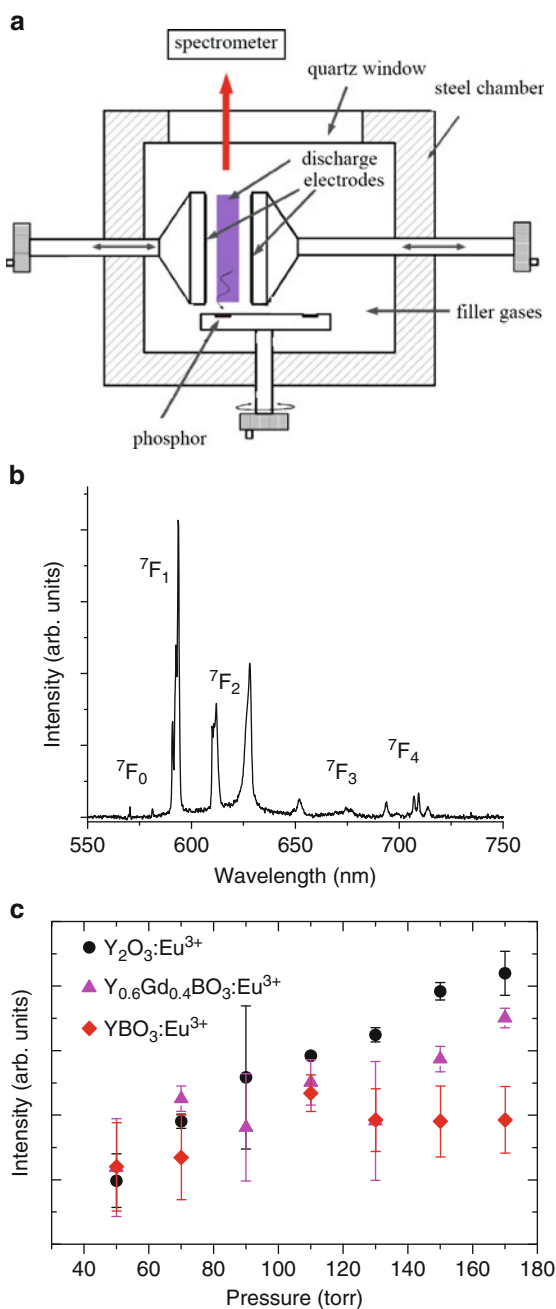 a
spectrometer
quartz window
steel chamber
discharge
electrodes
filler gases
phosphor
b
Intensity (arb. units)
⁷F₀
⁷F₁
⁷F₂
⁷F₃
⁷F₄
550 600 650 700 750
Wavelength (nm)
c
Intensity (arb. units)
Y₂O₃:Eu³⁺
Y₀.₆Gd₀.₄BO₃:Eu³⁺
YBO₃:Eu³⁺
40 60 80 100 120 140 160 180
Pressure (torr)